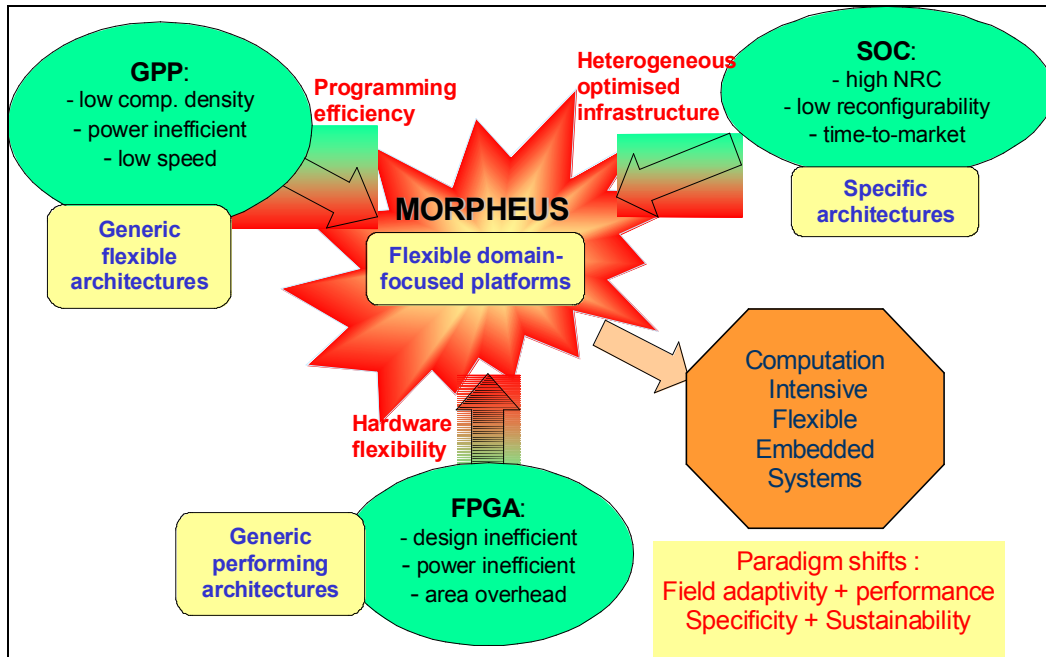 GPP:
- low comp. density
- power inefficient
- low speed
Generic
flexible
architectures
Programming
efficiency
Heterogeneous
optimised
infrastructure
SOC:
- high NRC
- low reconfigurability
- time-to-market
Specific
architectures
MORPHEUS
Flexible domain-
focused platforms
Computation
Intensive
Flexible
Embedded
Systems
Hardware
flexibility
FPGA:
- design inefficient
- power inefficient
- area overhead
Generic
performing
architectures
Paradigm shifts :
Field adaptivity + performance
Specificity + Sustainability